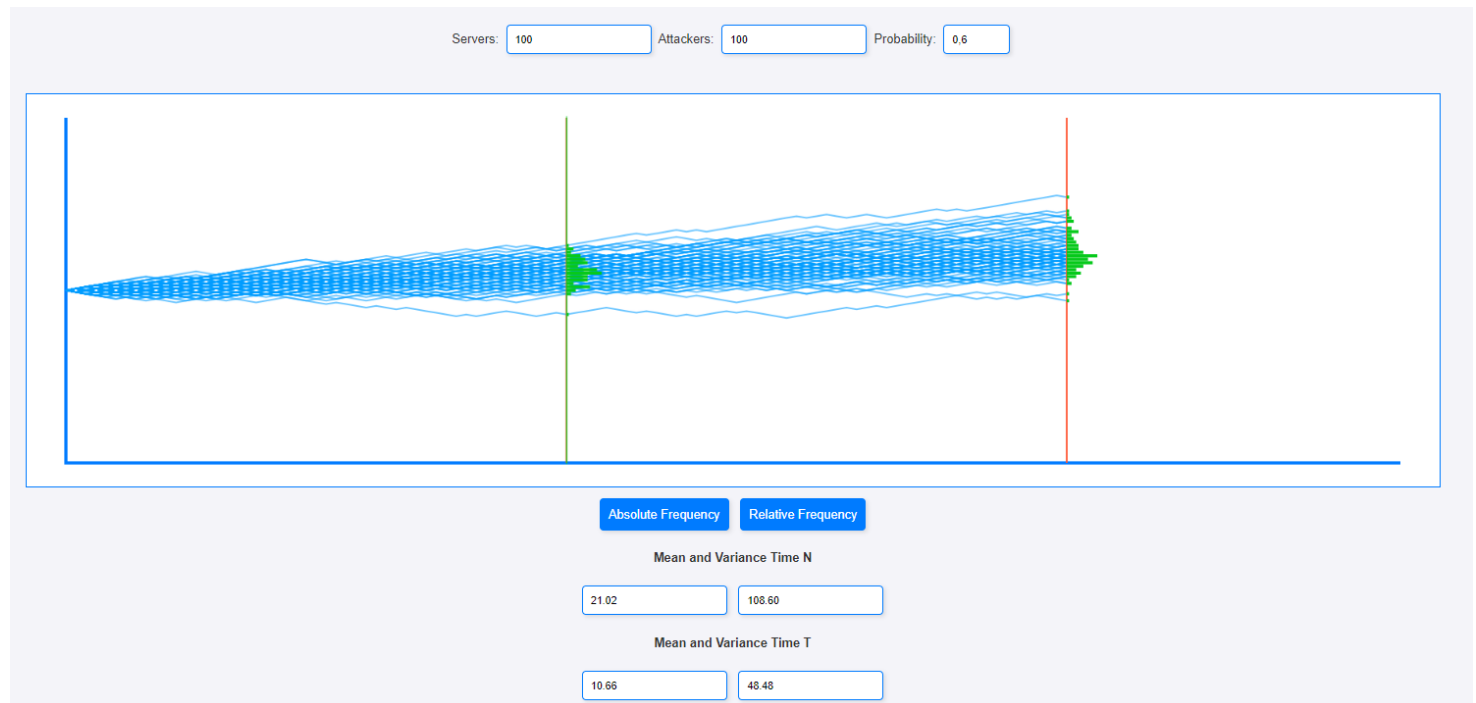 Servers: 100 Attackers: 100 Probability: 0,6
Absolute Frequency Relative Frequency
Mean and Variance Time N
21.02 108.60
Mean and Variance Time T
10.66 48.48